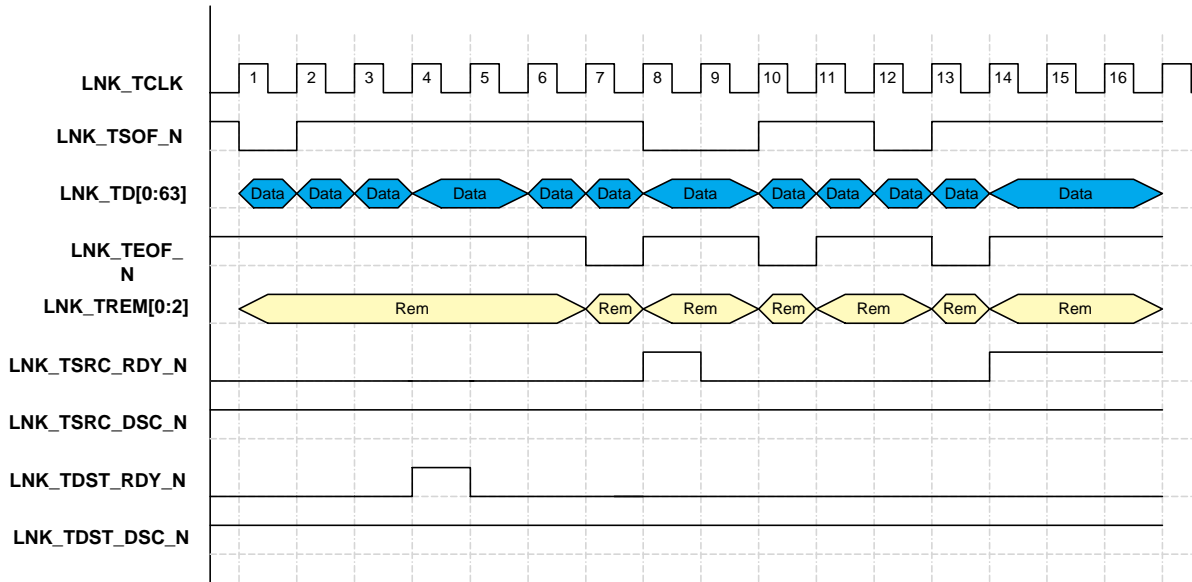 LNK_TCLK 1 2 3 4 5 6 7 8 9 10 11 12 13 14 15 16
LNK_TSOF_N
LNK_TD[0:63] Data Data Data Data Data Data Data Data Data Data Data Data
LNK_TEOF_
N
LNK_TREM[0:2] Rem Rem Rem Rem Rem Rem Rem
LNK_TSRC_RDY_N
LNK_TSRC_DSC_N
LNK_TDST_RDY_N
LNK_TDST_DSC_N